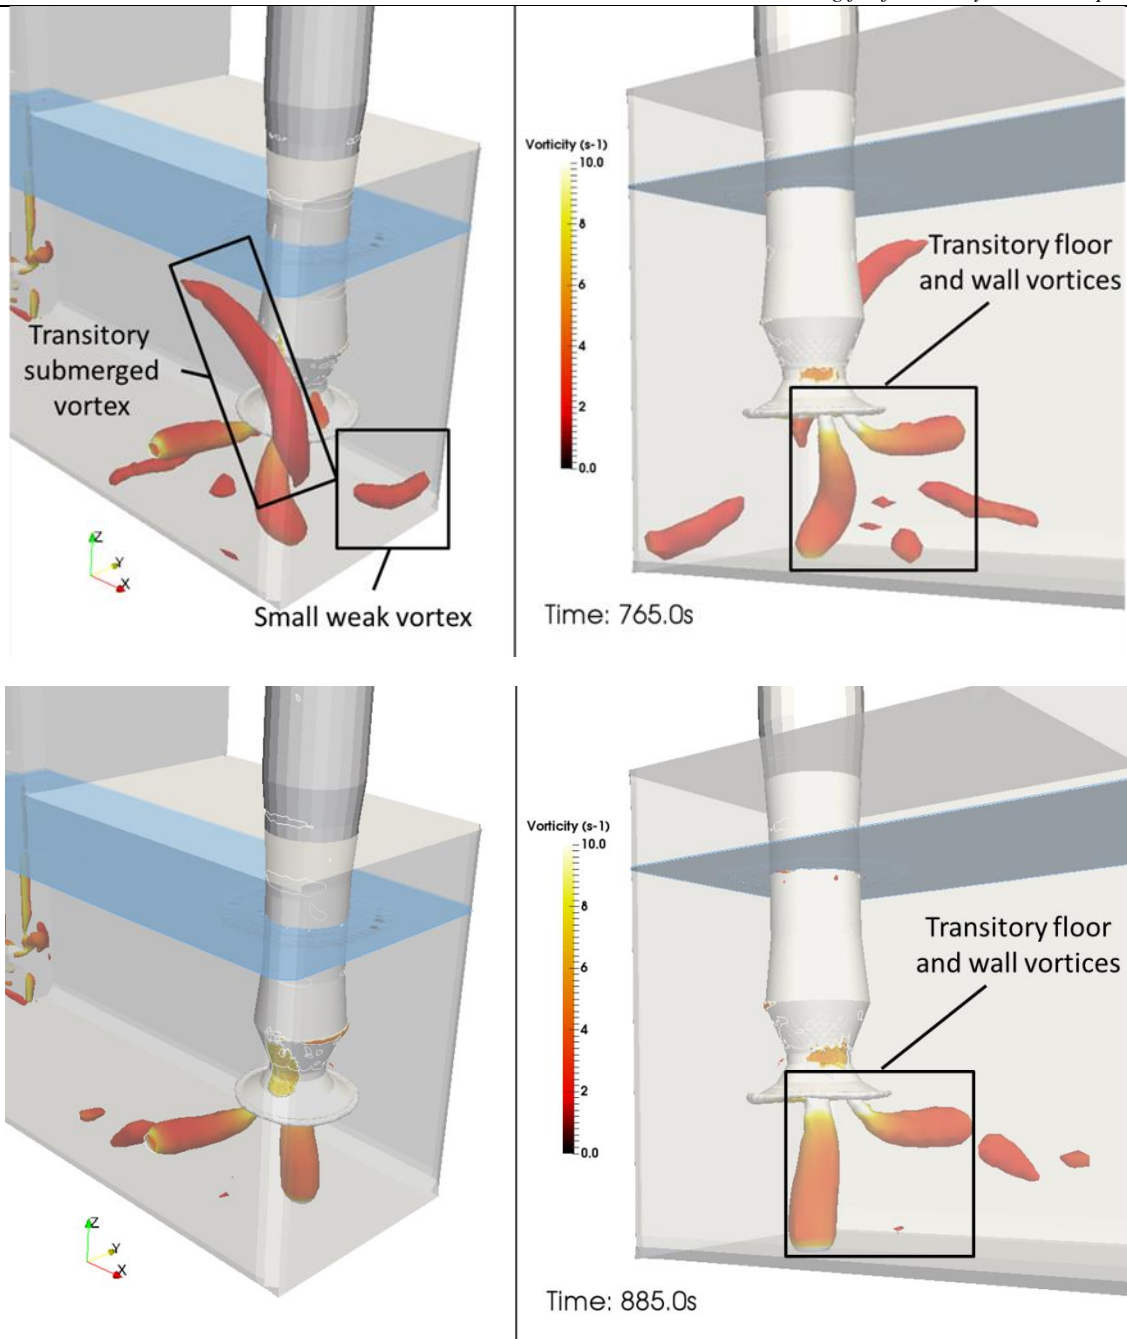 Vorticity (s-1)
10.0
8
6
4
2
0.0
Transitory floor
and wall vortices
Transitory
submerged
vortex
Z
Y
X
Small weak vortex
Time: 765.0s
Vorticity (s-1)
10.0
8
6
4
2
0.0
Transitory floor
and wall vortices
Z
Y
X
Time: 885.0s